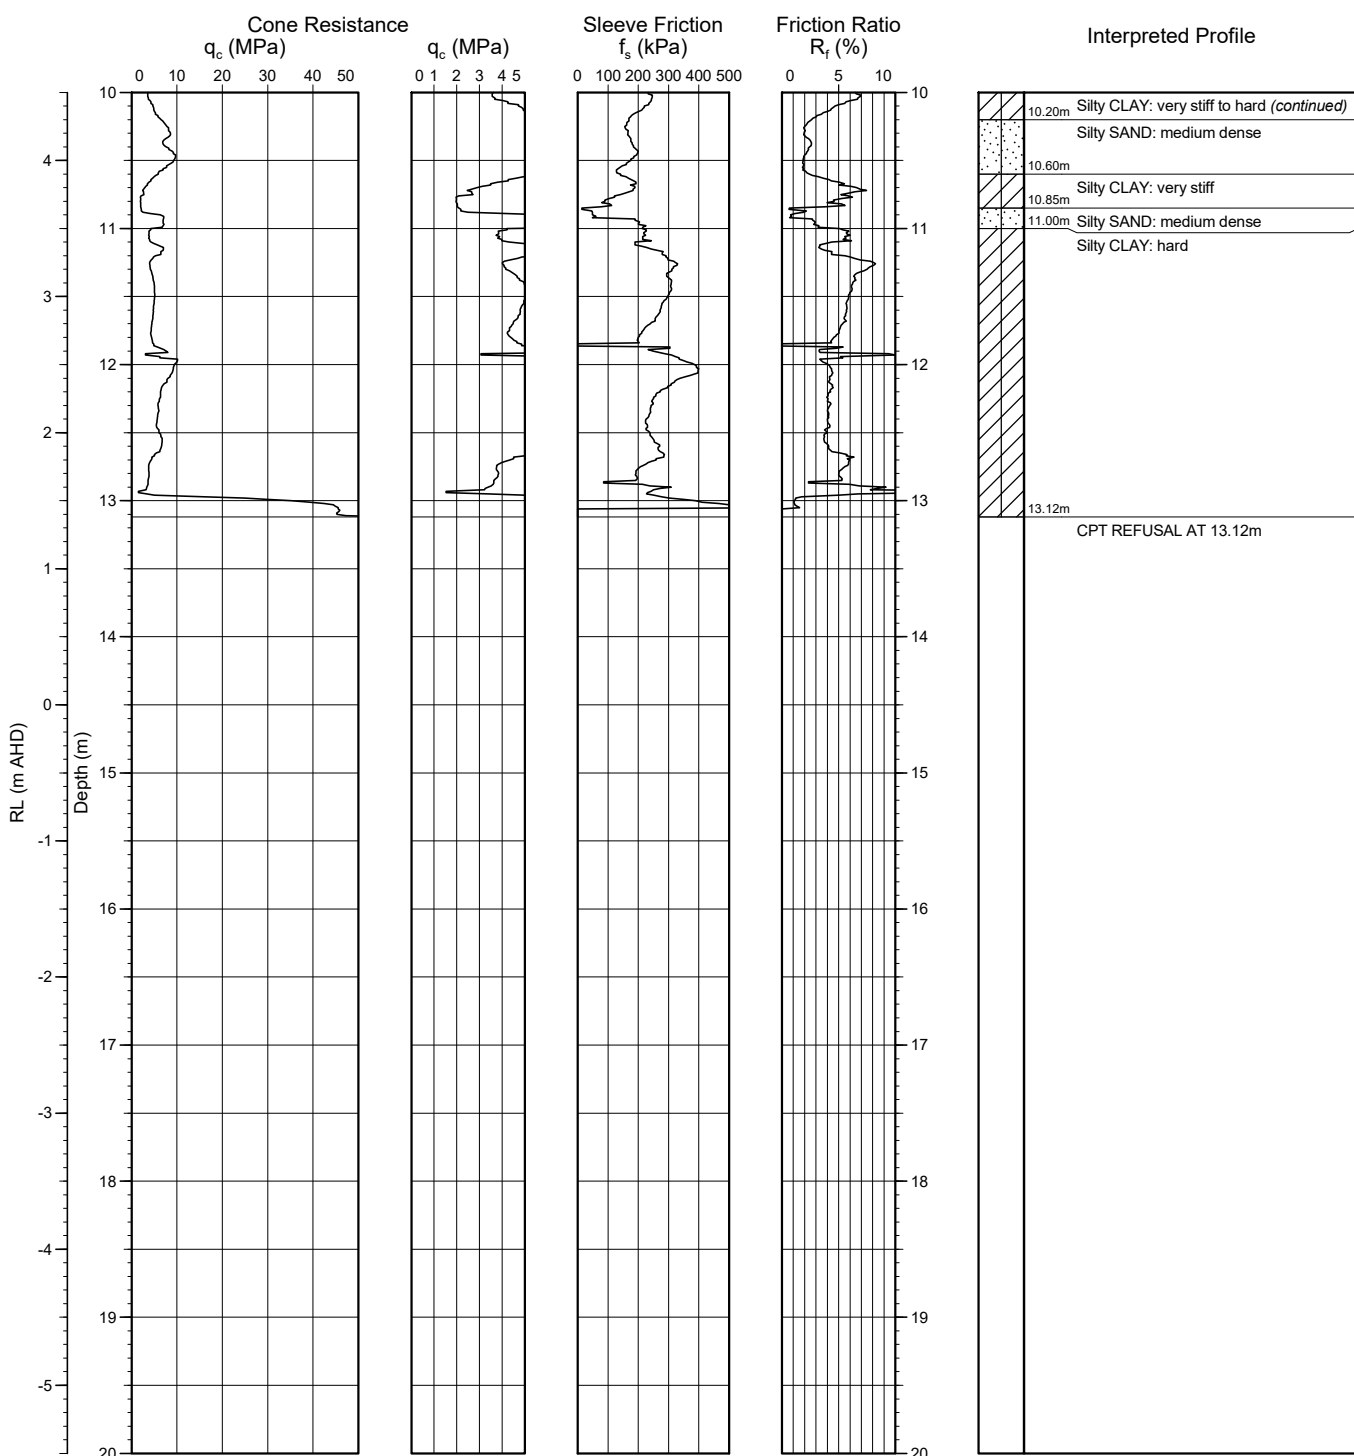 Cone Resistance
q_c (MPa)
q_c (MPa)
Sleeve Friction
f_s (kPa)
Friction Ratio
R_f (%)
Interpreted Profile
0 10 20 30 40 50
0 1 2 3 4 5
0 100 200 300 400 500
0 5 10
RL (m AHD)
4
3
2
1
0
-1
-2
-3
-4
-5
Depth (m)
10
11
12
13
14
15
16
17
18
19
20
10
11
12
13
14
15
16
17
18
19
20
10.20m Silty CLAY: very stiff to hard (continued)
Silty SAND: medium dense
10.60m
Silty CLAY: very stiff
10.85m
11.00m Silty SAND: medium dense
Silty CLAY: hard
13.12m
CPT REFUSAL AT 13.12m